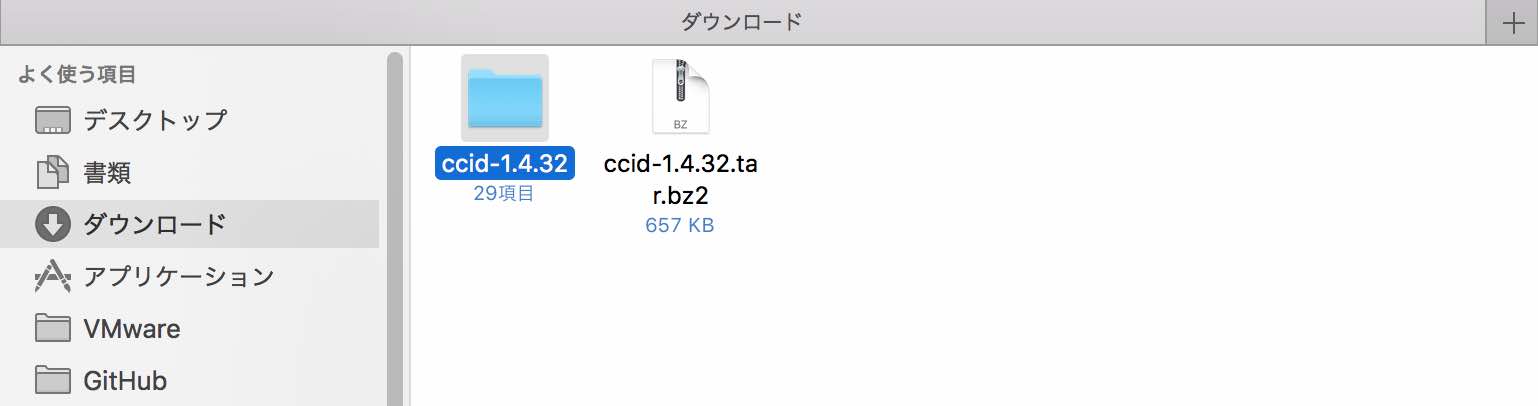 ダウンロード
よく使う項目
デスクトップ
書類
ダウンロード
アプリケーション
VMware
GitHub
ccid-1.4.32
29項目
BZ
ccid-1.4.32.ta
r.bz2
657 KB